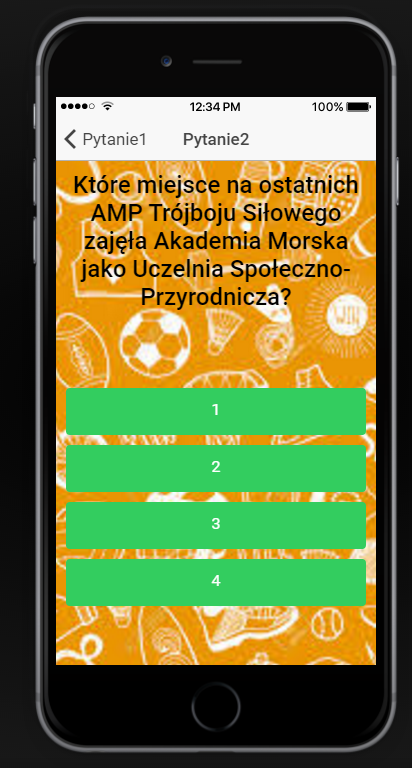 12:34 PM 100%
Pytanie1 Pytanie2
Które miejsce na ostatnich
AMP Trójboju Siłowego
zajęła Akademia Morska
jako Uczelnia Społeczno-
Przyrodnicza?
WIN
1
2
3
4